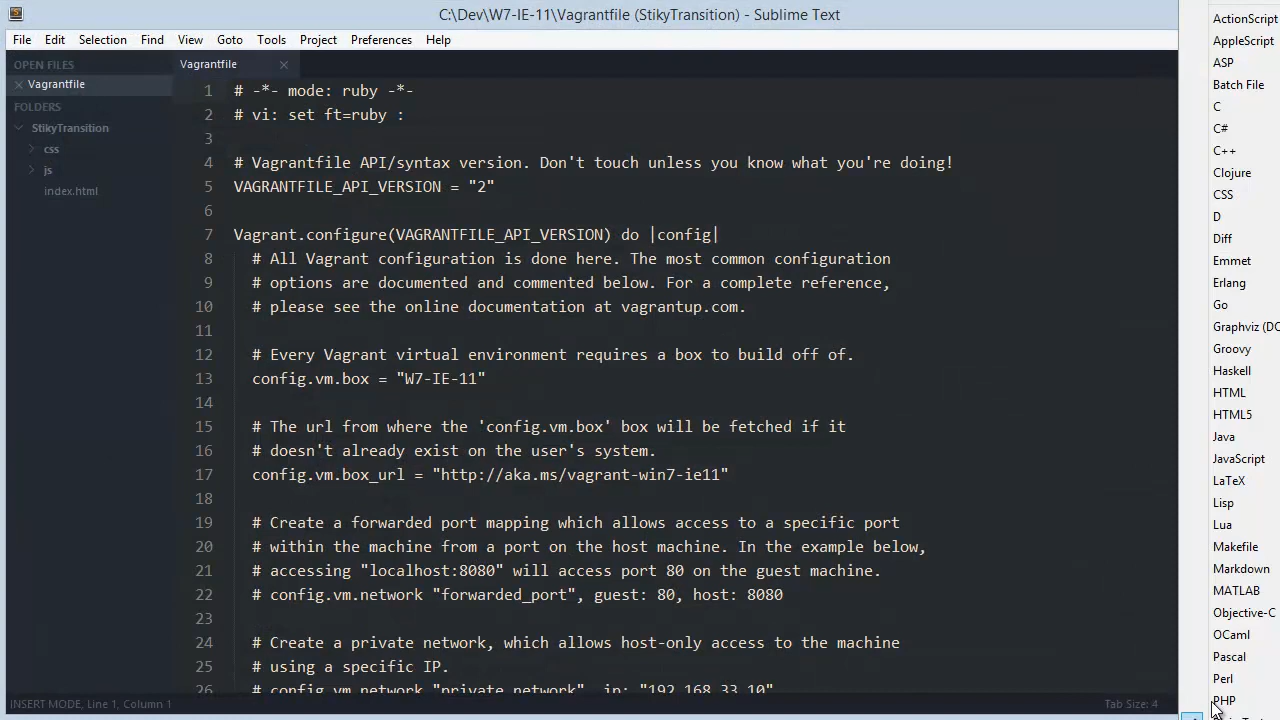 C:\Dev\W7-IE-11\Vagrantfile (StikyTransition) - Sublime Text
File Edit Selection Find View Goto Tools Project Preferences Help
OPEN FILES
Vagrantfile
FOLDERS
StikyTransition
css
js
index.html
Vagrantfile
1 # -*- mode: ruby -*-
2 # vi: set ft=ruby :
3
4 # Vagrantfile API/syntax version. Don't touch unless you know what you're doing!
5 VAGRANTFILE_API_VERSION = "2"
6
7 Vagrant.configure(VAGRANTFILE_API_VERSION) do |config|
8 # All Vagrant configuration is done here. The most common configuration
9 # options are documented and commented below. For a complete reference,
10 # please see the online documentation at vagrantup.com.
11
12 # Every Vagrant virtual environment requires a box to build off of.
13 config.vm.box = "W7-IE-11"
14
15 # The url from where the 'config.vm.box' box will be fetched if it
16 # doesn't already exist on the user's system.
17 config.vm.box_url = "http://aka.ms/vagrant-win7-ie11"
18
19 # Create a forwarded port mapping which allows access to a specific port
20 # within the machine from a port on the host machine. In the example below,
21 # accessing "localhost:8080" will access port 80 on the guest machine.
22 # config.vm.network "forwarded_port", guest: 80, host: 8080
23
24 # Create a private network, which allows host-only access to the machine
25 # using a specific IP.
26 # config.vm.network "private_network", ip: "192.168.33.10"
INSERT MODE, Line 1, Column 1
Tab Size: 4
ActionScript
AppleScript
ASP
Batch File
C
C#
C++
Clojure
CSS
D
Diff
Emmet
Erlang
Go
Graphviz (DO
Groovy
Haskell
HTML
HTML5
Java
JavaScript
LaTeX
Lisp
Lua
Makefile
Markdown
MATLAB
Objective-C
OCaml
Pascal
Perl
PHP